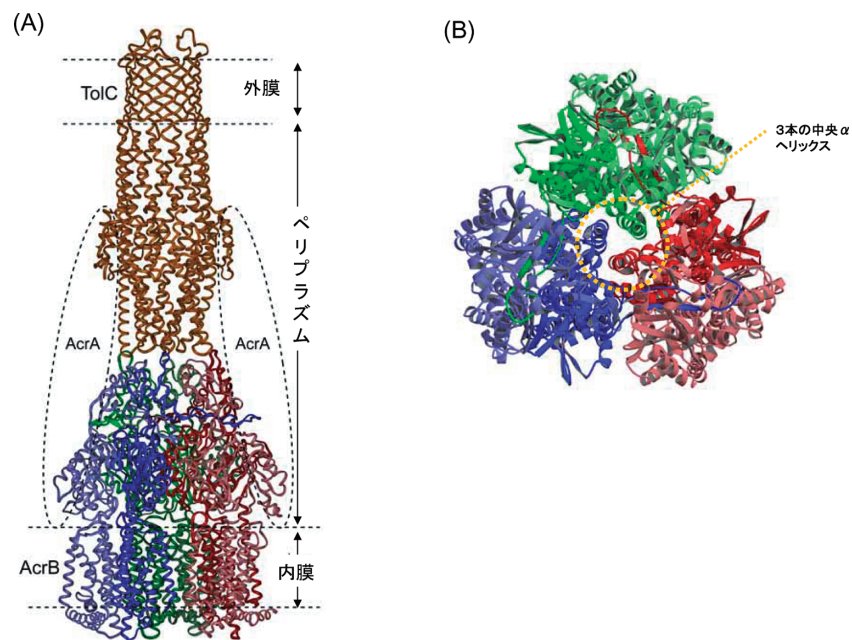 (A)
TolC
外膜
ペリプラズム
AcrA
AcrA
AcrB
内膜
(B)
3本の中央α
ヘリックス